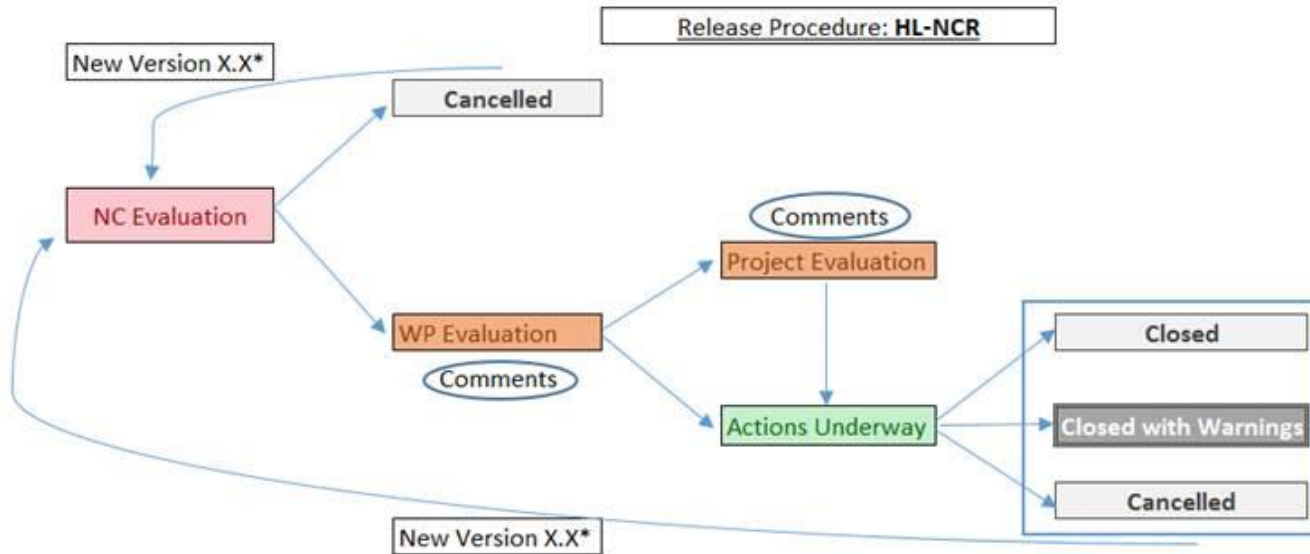 Release Procedure: HL-NCR
New Version X.X*
Cancelled
NC Evaluation
Comments
Project Evaluation
WP Evaluation
Comments
Closed
Actions Underway
Closed with Warnings
Cancelled
New Version X.X*